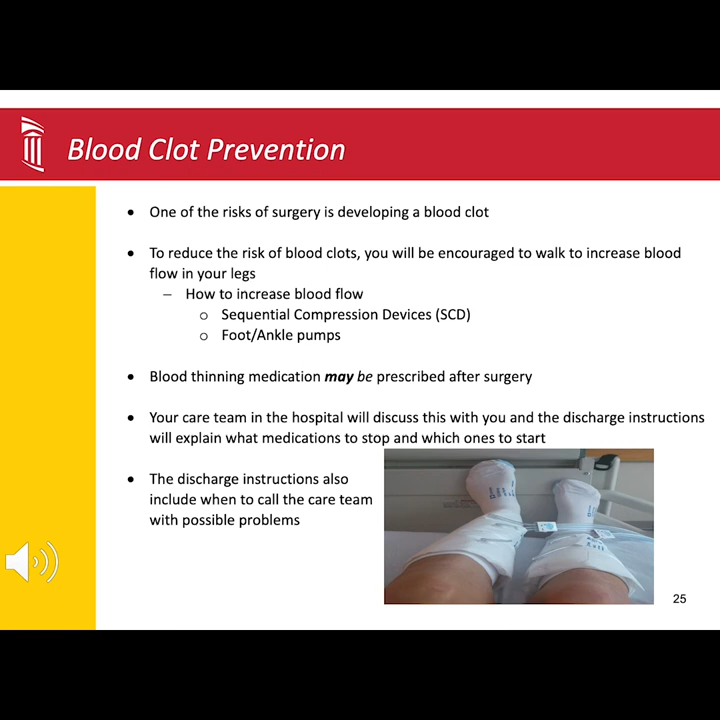 Blood Clot Prevention
• One of the risks of surgery is developing a blood clot
• To reduce the risk of blood clots, you will be encouraged to walk to increase blood
flow in your legs
– How to increase blood flow
o Sequential Compression Devices (SCD)
o Foot/Ankle pumps
• Blood thinning medication may be prescribed after surgery
• Your care team in the hospital will discuss this with you and the discharge instructions
will explain what medications to stop and which ones to start
• The discharge instructions also
include when to call the care team
with possible problems
25